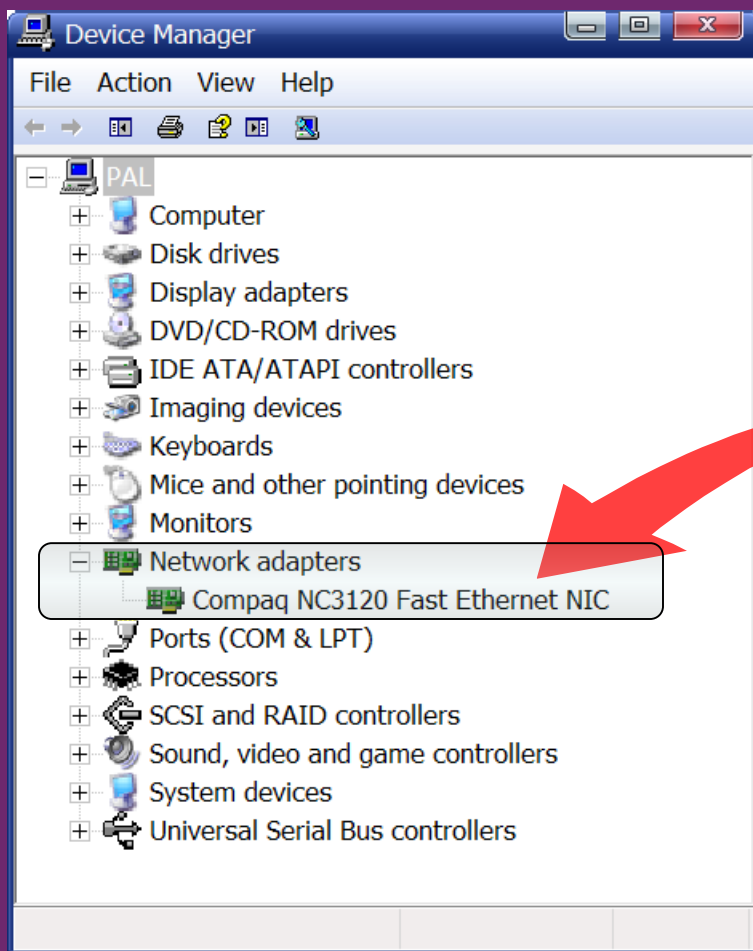 Device Manager
File Action View Help
PAL
Computer
Disk drives
Display adapters
DVD/CD-ROM drives
IDE ATA/ATAPI controllers
Imaging devices
Keyboards
Mice and other pointing devices
Monitors
Network adapters
Compaq NC3120 Fast Ethernet NIC
Ports (COM & LPT)
Processors
SCSI and RAID controllers
Sound, video and game controllers
System devices
Universal Serial Bus controllers